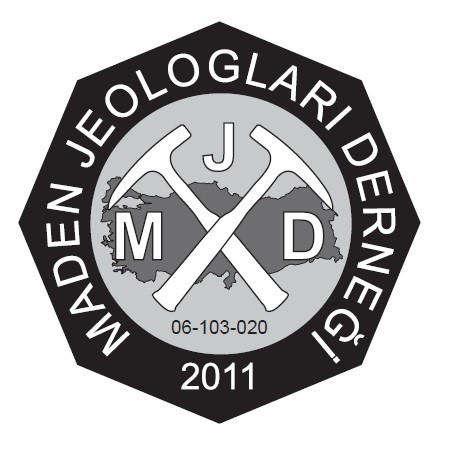 MADEN JEOLOGLARI DERNEĞİ
J
M D
06-103-020
2011